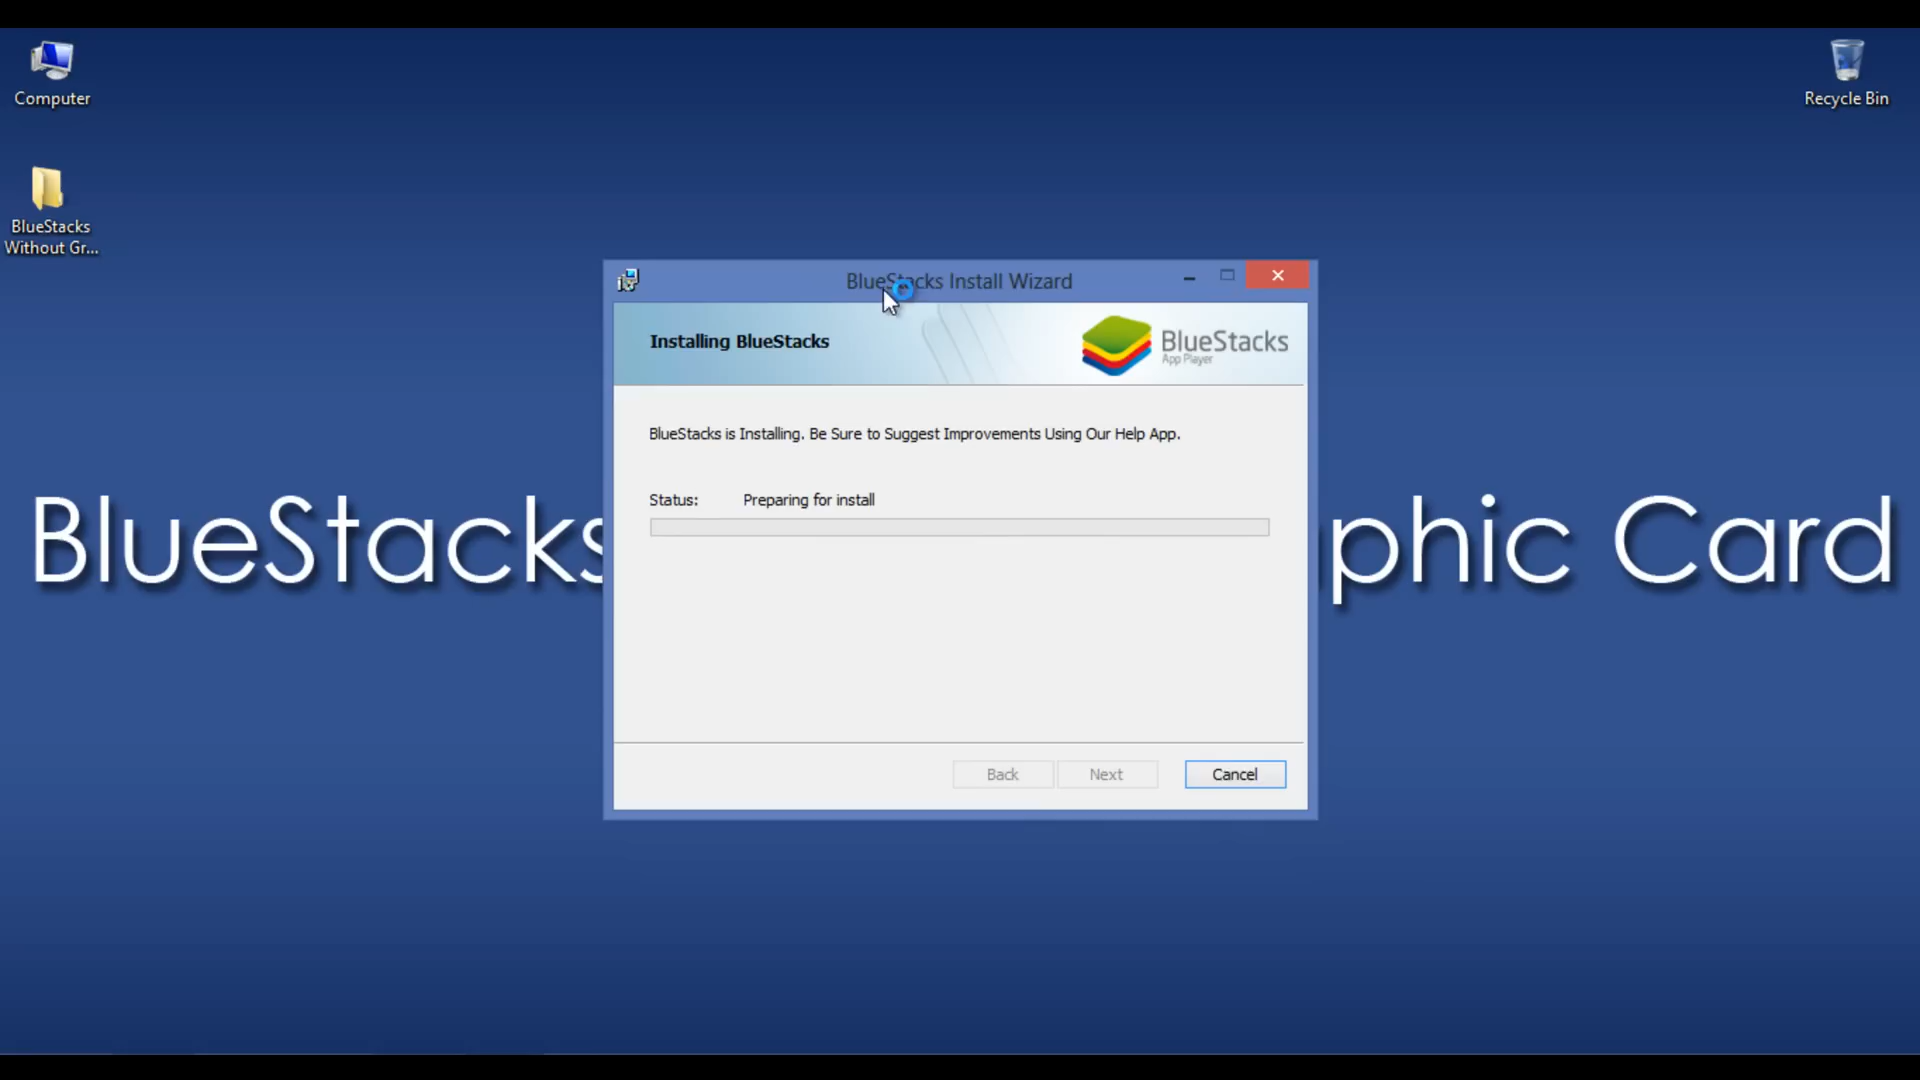 Computer
Recycle Bin
BlueStacks
Without Gr...
BlueStacks Install Wizard
Installing BlueStacks
BlueStacks
App Player
BlueStacks is Installing. Be Sure to Suggest Improvements Using Our Help App.
Status: Preparing for install
BlueStacks phic Card
Back Next Cancel